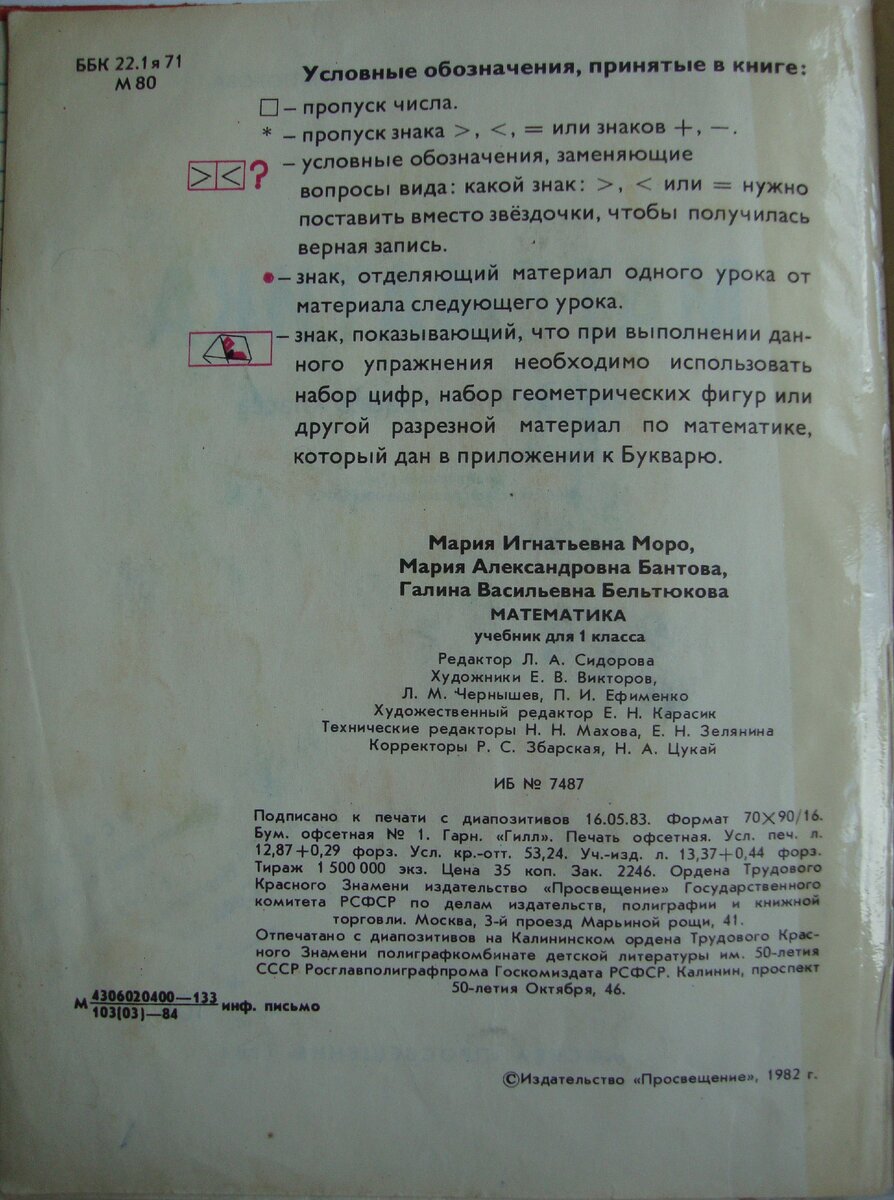 ББК 22.1я71
М80
Условные обозначения, принятые в книге:
□ – пропуск числа.
* – пропуск знака >, <, = или знаков +, –.
>< ? – условные обозначения, заменяющие
вопросы вида: какой знак: >, < или = нужно
поставить вместо звёздочки, чтобы получилась
верная запись.
● – знак, отделяющий материал одного урока от
материала следующего урока.
– знак, показывающий, что при выполнении дан-
ного упражнения необходимо использовать
набор цифр, набор геометрических фигур или
другой разрезной материал по математике,
который дан в приложении к Букварю.
Мария Игнатьевна Моро,
Мария Александровна Бантова,
Галина Васильевна Бельтюкова
МАТЕМАТИКА
учебник для 1 класса
Редактор Л. А. Сидорова
Художники Е. В. Викторов,
Л. М. Чернышев, П. И. Ефименко
Художественный редактор Е. Н. Карасик
Технические редакторы Н. Н. Махова, Е. Н. Зелянина
Корректоры Р. С. Збарская, Н. А. Цукай
ИБ № 7487
Подписано к печати с диапозитивов 16.05.83. Формат 70×90/16.
Бум. офсетная № 1. Гарн. «Гилл». Печать офсетная. Усл. печ. л.
12,87+0,29 форз. Усл. кр.-отт. 53,24. Уч.-изд. л. 13,37+0,44 форз.
Тираж 1 500 000 экз. Цена 35 коп. Зак. 2246. Ордена Трудового
Красного Знамени издательство «Просвещение» Государственного
комитета РСФСР по делам издательств, полиграфии и книжной
торговли. Москва, 3-й проезд Марьиной рощи, 41.
Отпечатано с диапозитивов на Калининском ордена Трудового Крас-
ного Знамени полиграфкомбинате детской литературы им. 50-летия
СССР Росглавполиграфпрома Госкомиздата РСФСР. Калинин, проспект
50-летия Октября, 46.
М 4306020400—133
103(03)—84 инф. письмо
©Издательство «Просвещение», 1982 г.